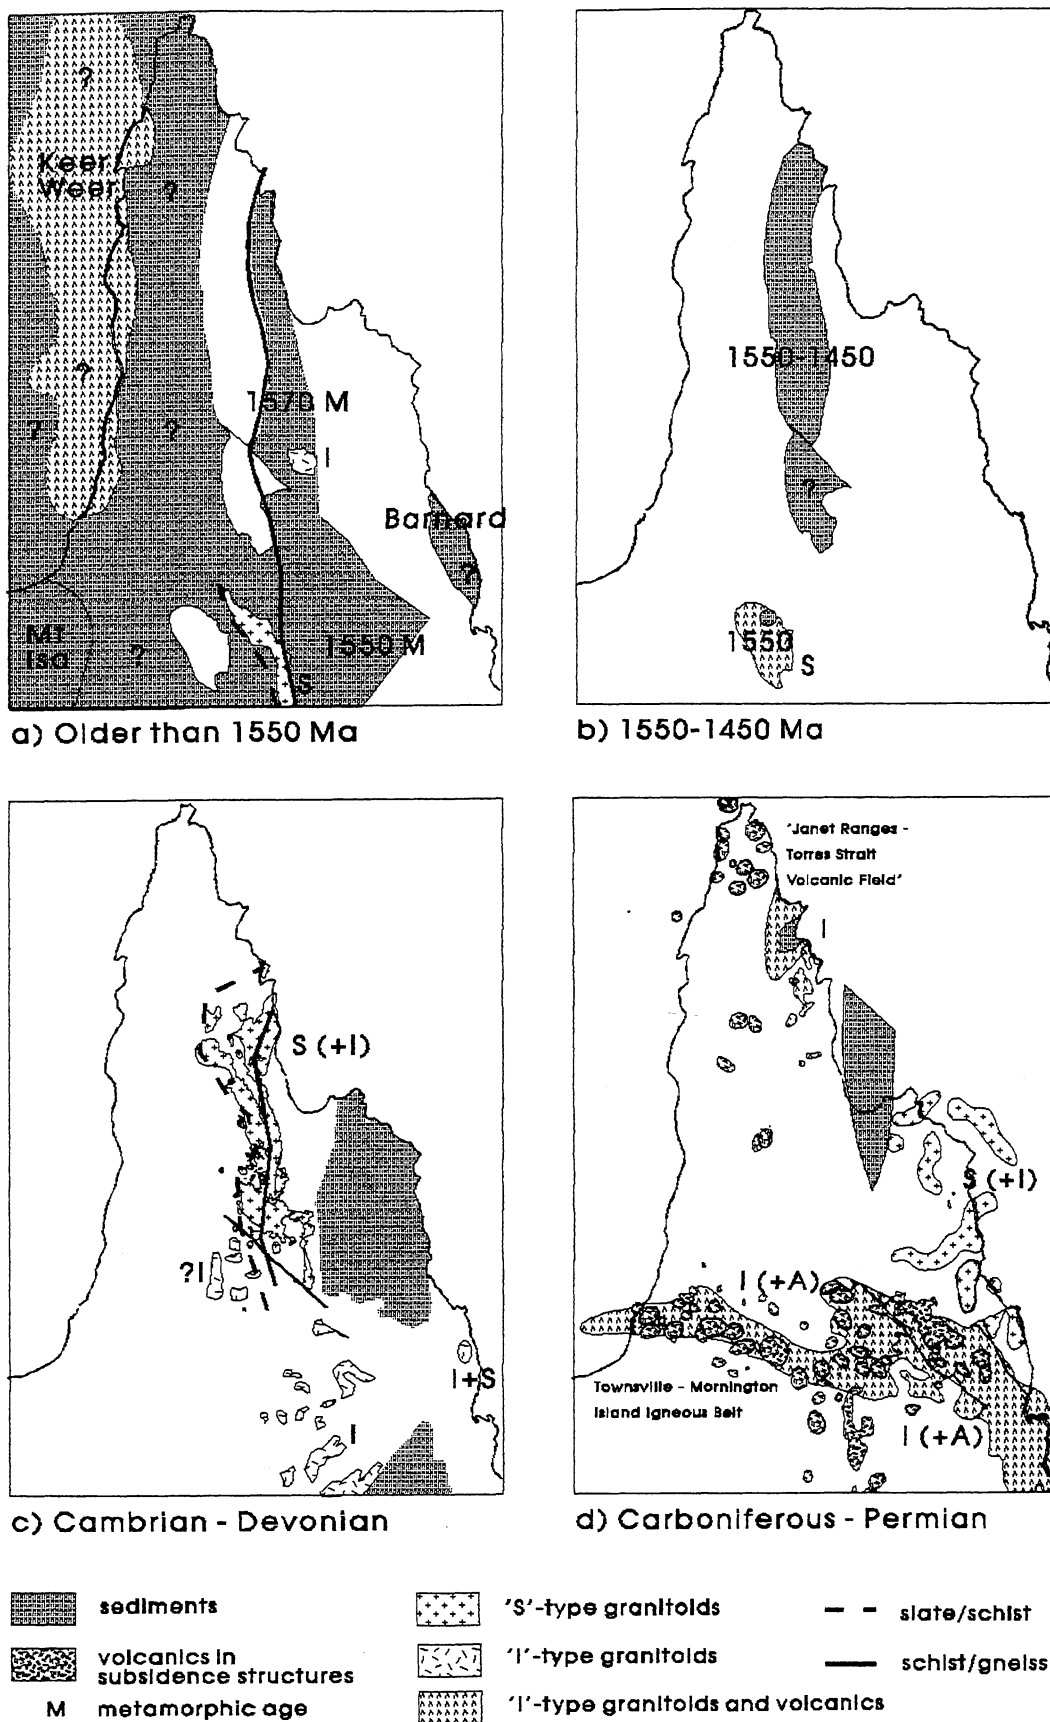 ?
Keer
Weer
?
?
?
?
1570 M
I
Barnard
?
Mt
Isa
?
1550 M
S
a) Older than 1550 Ma
1550-1450
?
1550
S
b) 1550-1450 Ma
S (+I)
?I
I+S
I
c) Cambrian - Devonian
'Janet Ranges -
Torres Strait
Volcanic Field'
I
S (+I)
I (+A)
Townsville - Mornington
Island Igneous Belt
I (+A)
d) Carboniferous - Permian
sediments
volcanics in
subsidence structures
M metamorphic age
'S'-type granitoids
'I'-type granitoids
'I'-type granitoids and volcanics
slate/schist
schist/gneiss